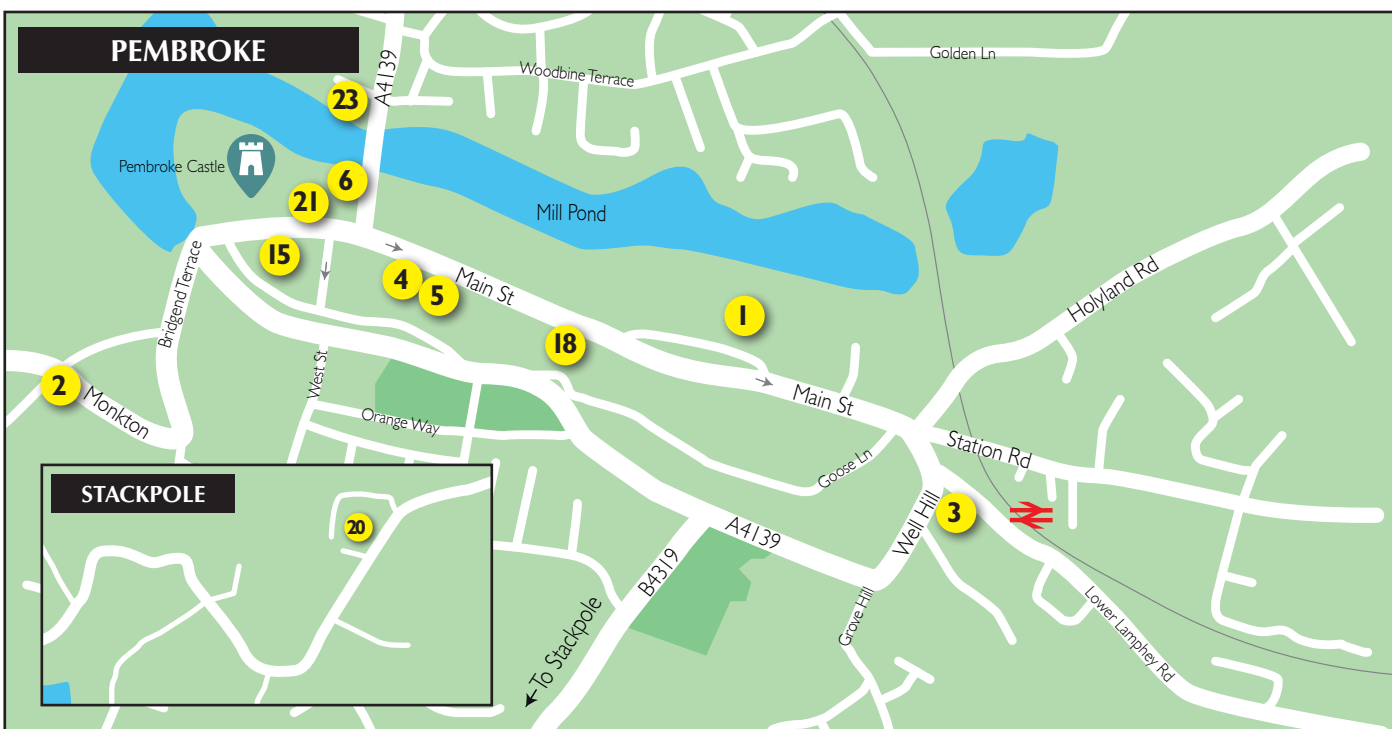 PEMBROKE
A4139
Golden Ln
Woodbine Terrace
23
Pembroke Castle
6
21
Mill Pond
15
4
5
Main St
Bridgend Terrace
Holyland Rd
1
18
West St
2
Monkton
Main St
Orange Way
Station Rd
Goose Ln
STACKPOLE
20
Well Hill
3
A4139
B4319
Grove Hill
Lower Lamphey Rd
To Stackpole